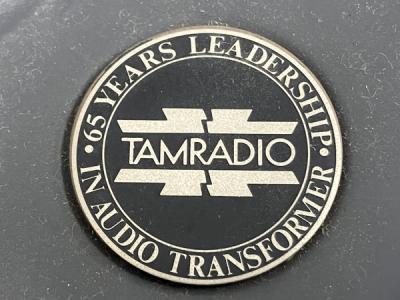 ·65 YEARS LEADERSHIP·
TAMRADIO
IN AUDIO TRANSFORMER